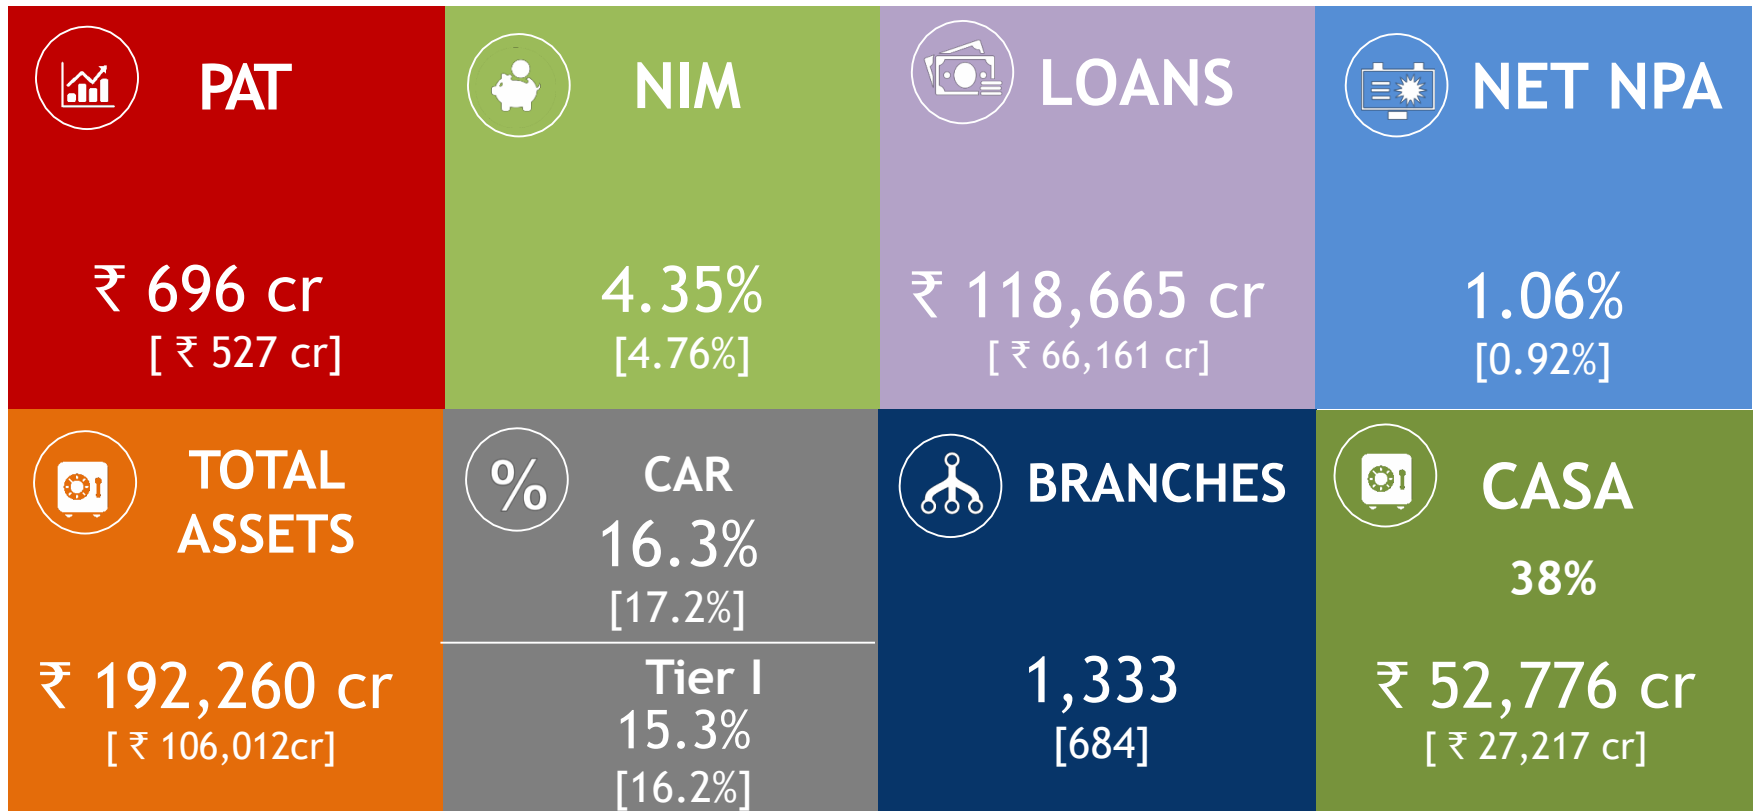 PAT
₹ 696 cr
[ ₹ 527 cr]
NIM
4.35%
[4.76%]
LOANS
₹ 118,665 cr
[ ₹ 66,161 cr]
NET NPA
1.06%
[0.92%]
TOTAL
ASSETS
₹ 192,260 cr
[ ₹ 106,012cr]
%
CAR
16.3%
[17.2%]
Tier I
15.3%
[16.2%]
BRANCHES
1,333
[684]
CASA
38%
₹ 52,776 cr
[ ₹ 27,217 cr]